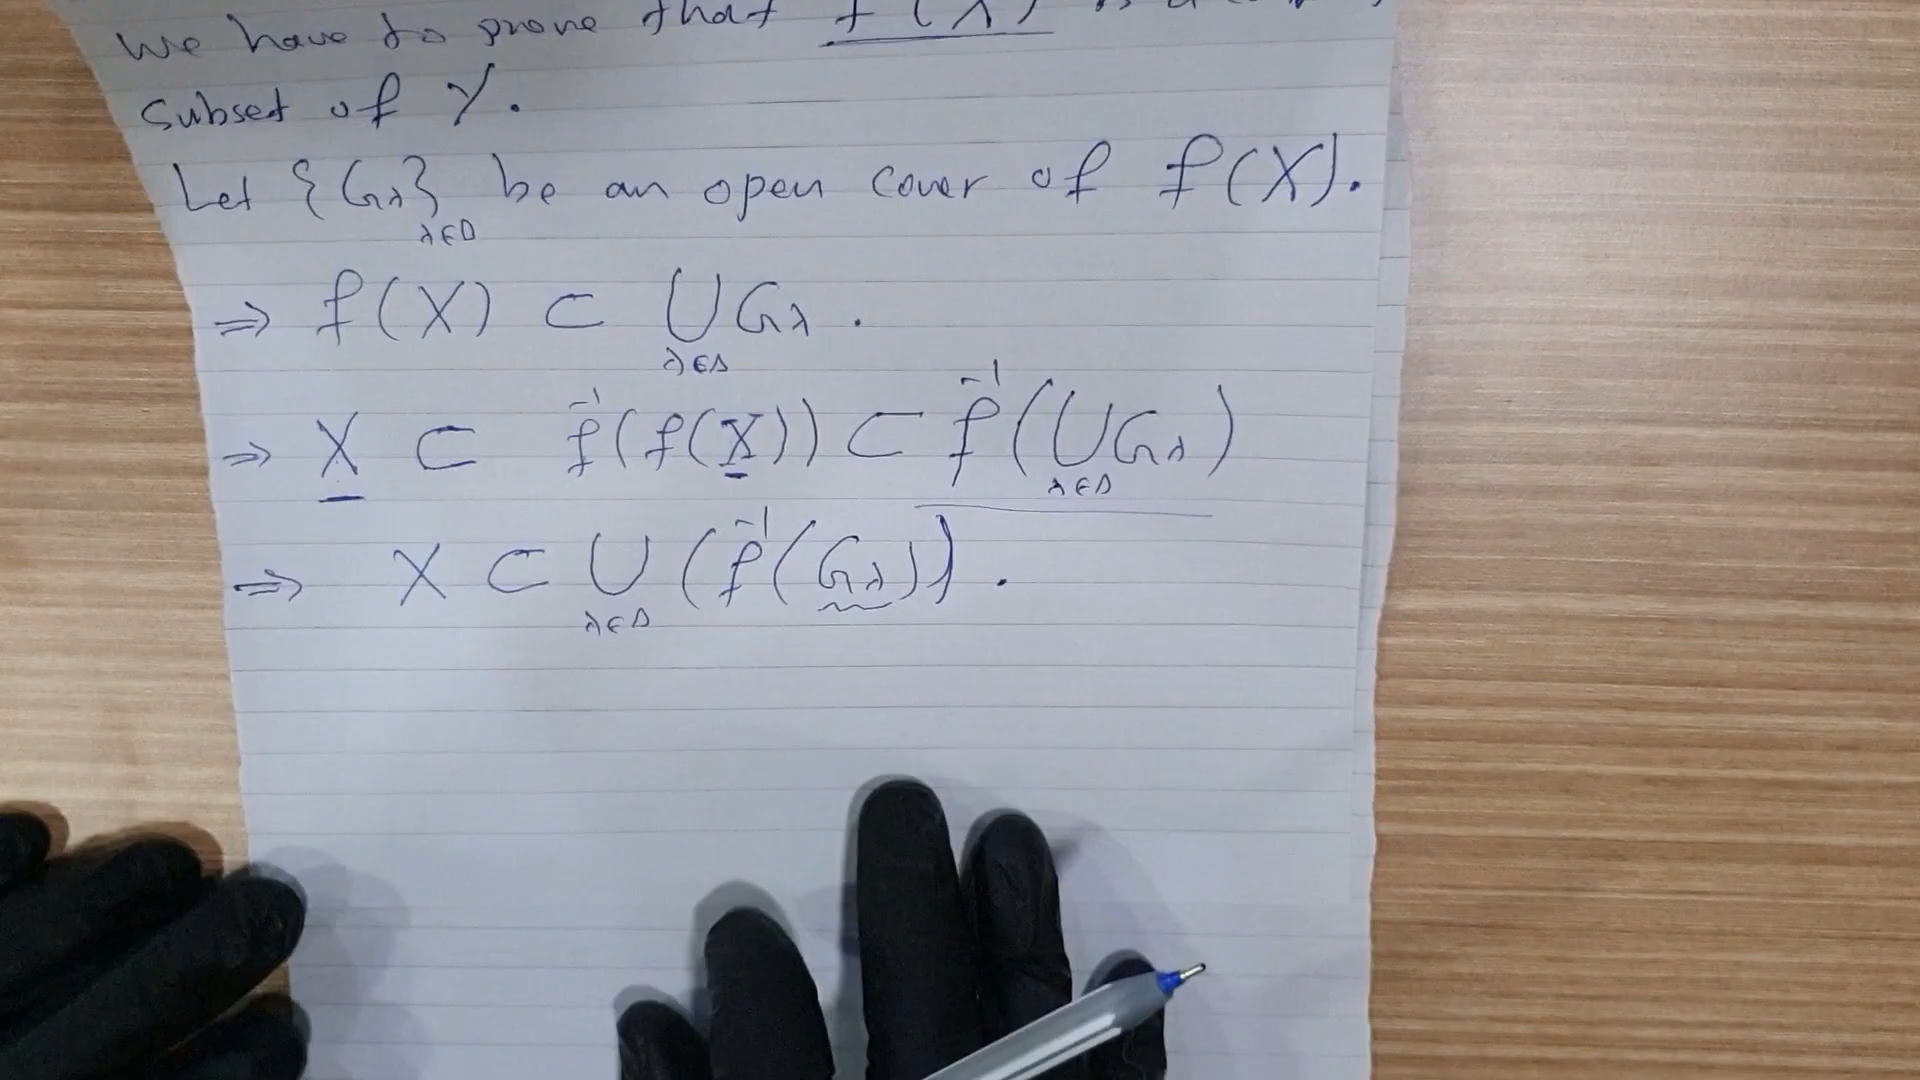 We have to prove that f(X) is a
subset of Y.
Let {Gλ}λ∈Δ be an open cover of f(X).
⇒ f(X) ⊂ ∪λ∈Δ Gλ.
⇒ X ⊂ f⁻¹(f(X)) ⊂ f⁻¹(∪λ∈Δ Gλ)
⇒ X ⊂ ∪λ∈Δ (f⁻¹(Gλ)).